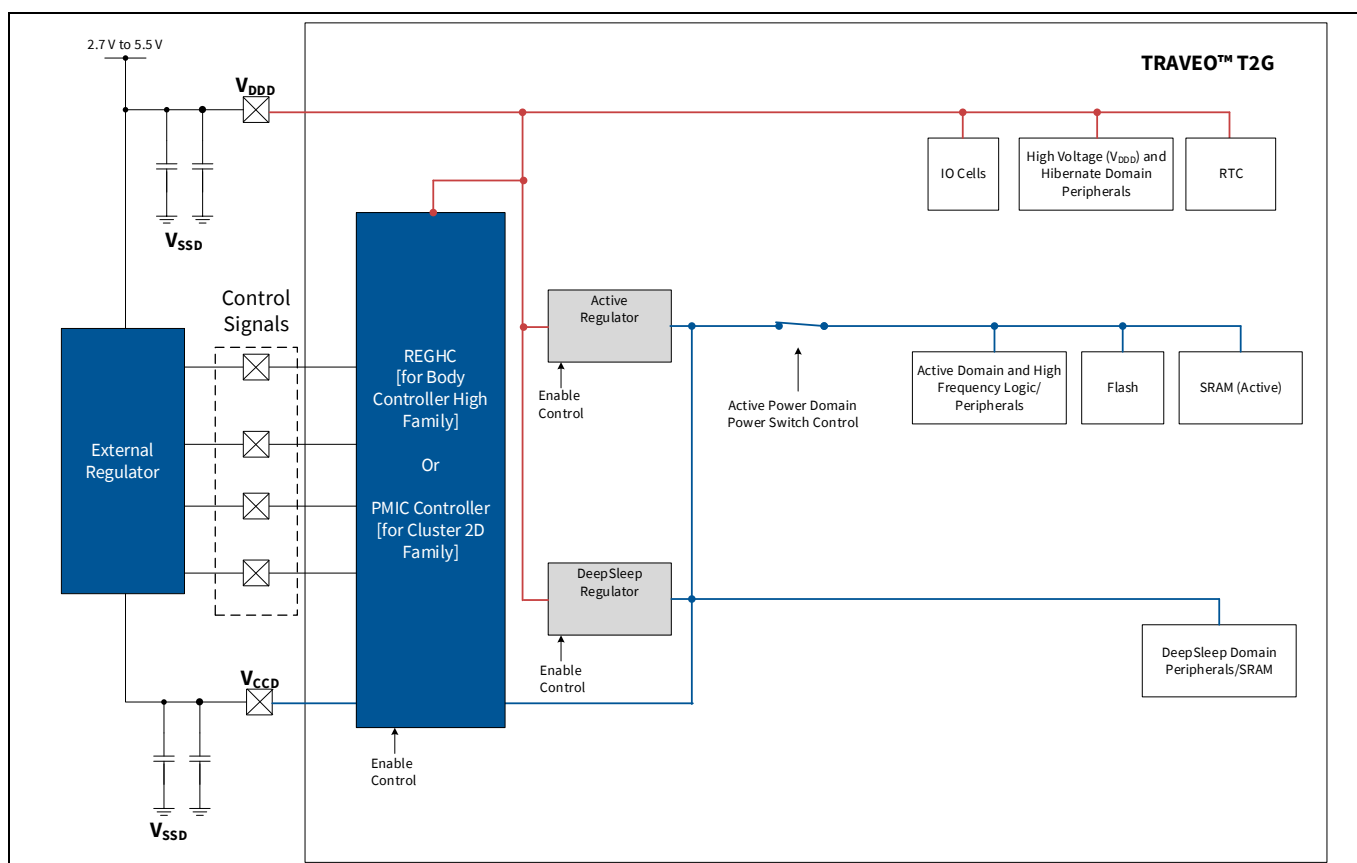 2.7 V to 5.5 V
TRAVEO™ T2G
VDDD
IO Cells
High Voltage (VDDD) and
Hibernate Domain
Peripherals
RTC
VSSD
Control
Signals
Active
Regulator
REGHC
[for Body
Controller High
Family]
Or
PMIC Controller
[for Cluster 2D
Family]
Enable
Control
Active Power Domain
Power Switch Control
Active Domain and High
Frequency Logic/
Peripherals
Flash
SRAM (Active)
External
Regulator
DeepSleep
Regulator
Enable
Control
DeepSleep Domain
Peripherals/SRAM
VCCD
Enable
Control
VSSD